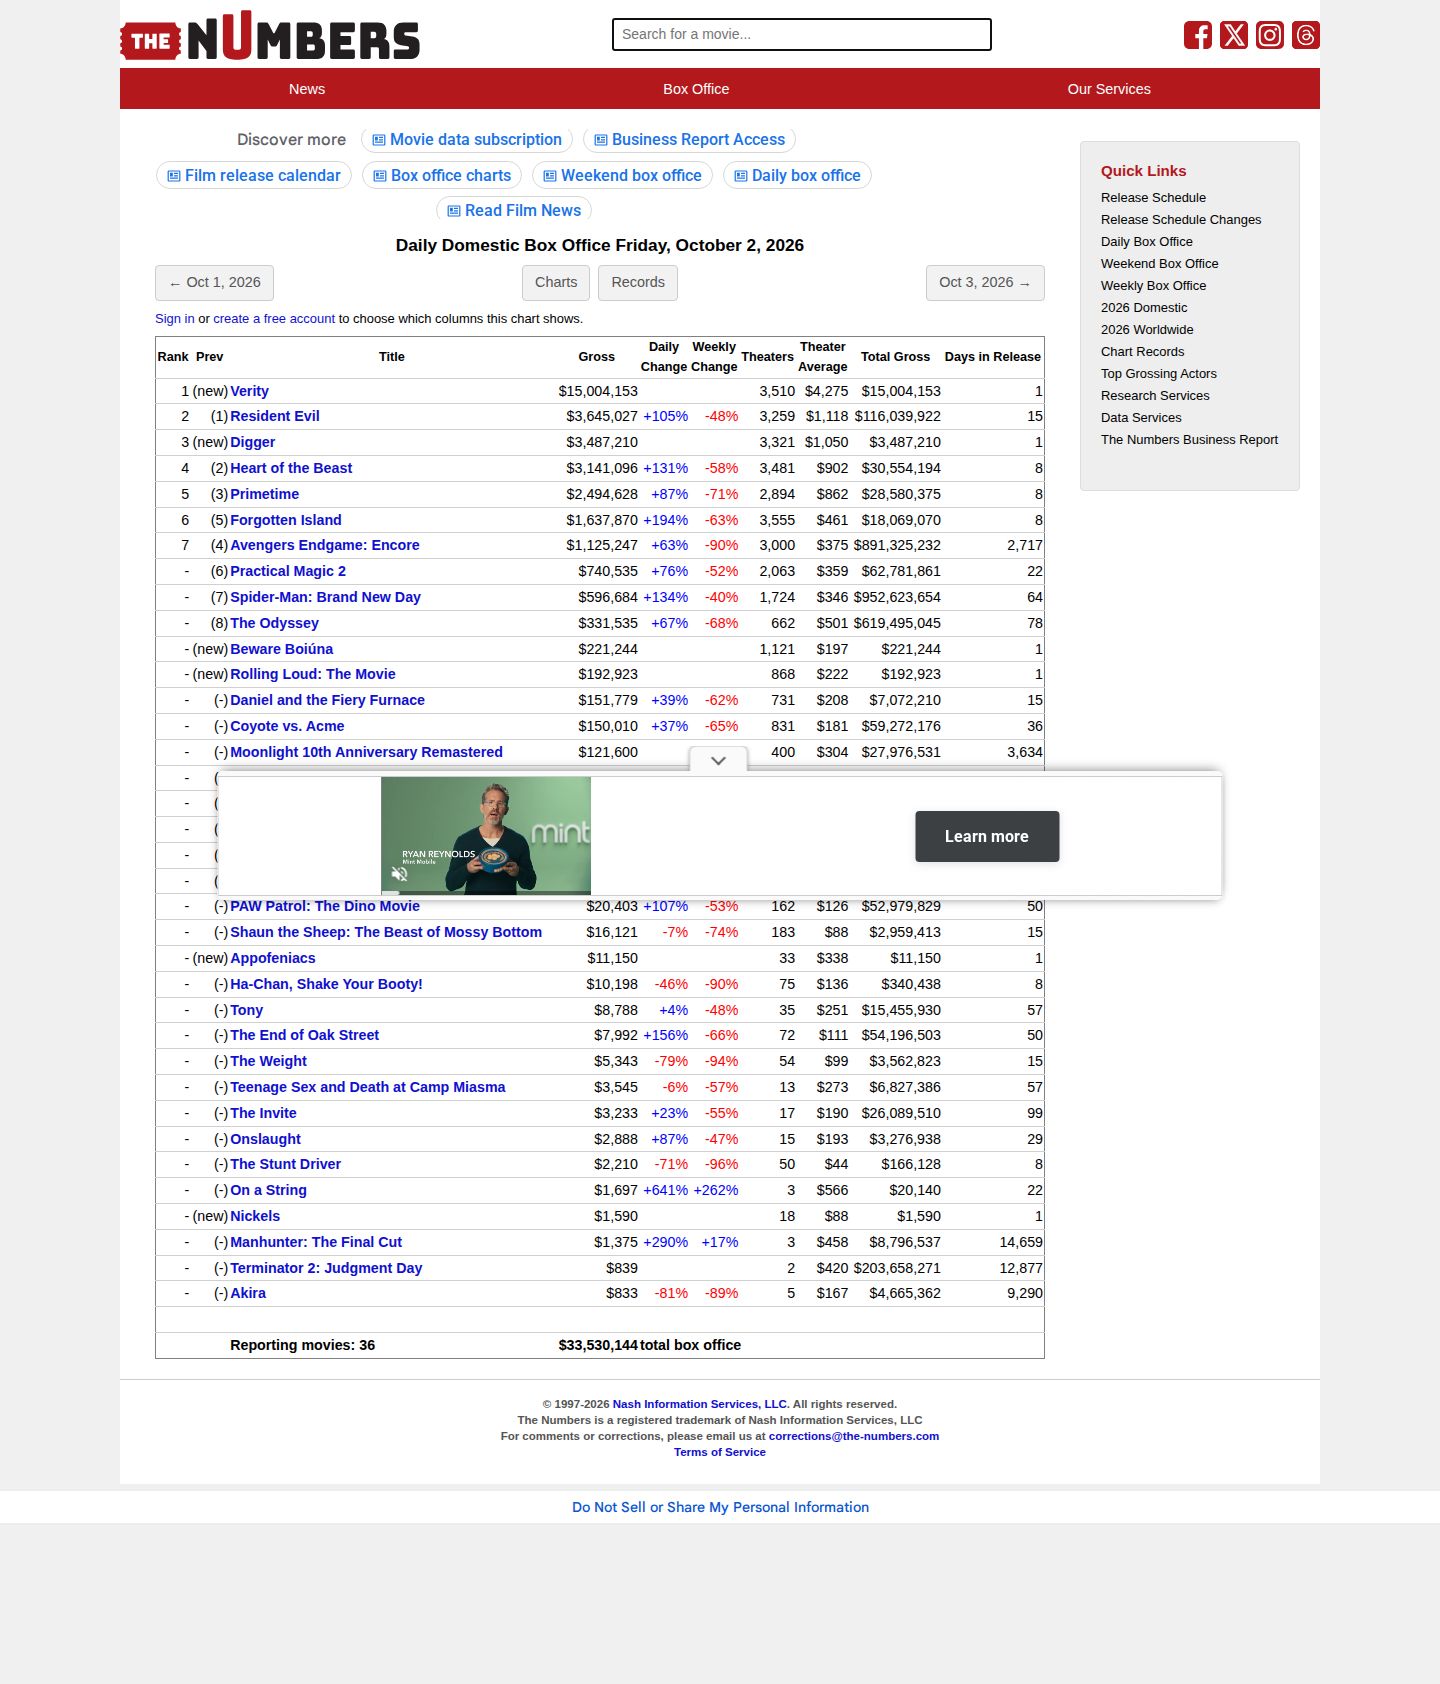 THE NUMBERS
Search for a movie...
News Box Office Our Services
Discover more Movie data subscription Business Report Access
Film release calendar Box office charts Weekend box office Daily box office
Read Film News
Quick Links
Release Schedule
Release Schedule Changes
Daily Box Office
Weekend Box Office
Weekly Box Office
2026 Domestic
2026 Worldwide
Chart Records
Top Grossing Actors
Research Services
Data Services
The Numbers Business Report
Daily Domestic Box Office Friday, October 2, 2026
← Oct 1, 2026 Charts Records Oct 3, 2026 →
Sign in or create a free account to choose which columns this chart shows.
Rank Prev Title Gross Daily Change Weekly Change Theaters Theater Average Total Gross Days in Release
1 (new) Verity $15,004,153 3,510 $4,275 $15,004,153 1
2 (1) Resident Evil $3,645,027 +105% -48% 3,259 $1,118 $116,039,922 15
3 (new) Digger $3,487,210 3,321 $1,050 $3,487,210 1
4 (2) Heart of the Beast $3,141,096 +131% -58% 3,481 $902 $30,554,194 8
5 (3) Primetime $2,494,628 +87% -71% 2,894 $862 $28,580,375 8
6 (5) Forgotten Island $1,637,870 +194% -63% 3,555 $461 $18,069,070 8
7 (4) Avengers Endgame: Encore $1,125,247 +63% -90% 3,000 $375 $891,325,232 2,717
- (6) Practical Magic 2 $740,535 +76% -52% 2,063 $359 $62,781,861 22
- (7) Spider-Man: Brand New Day $596,684 +134% -40% 1,724 $346 $952,623,654 64
- (8) The Odyssey $331,535 +67% -68% 662 $501 $619,495,045 78
- (new) Beware Boiúna $221,244 1,121 $197 $221,244 1
- (new) Rolling Loud: The Movie $192,923 868 $222 $192,923 1
- (-) Daniel and the Fiery Furnace $151,779 +39% -62% 731 $208 $7,072,210 15
- (-) Coyote vs. Acme $150,010 +37% -65% 831 $181 $59,272,176 36
- (-) Moonlight 10th Anniversary Remastered $121,600 400 $304 $27,976,531 3,634
- (
- (
- (
- (
- (
mint
RYAN REYNOLDS
Mint Mobile
Learn more
- (-) PAW Patrol: The Dino Movie $20,403 +107% -53% 162 $126 $52,979,829 50
- (-) Shaun the Sheep: The Beast of Mossy Bottom $16,121 -7% -74% 183 $88 $2,959,413 15
- (new) Appofeniacs $11,150 33 $338 $11,150 1
- (-) Ha-Chan, Shake Your Booty! $10,198 -46% -90% 75 $136 $340,438 8
- (-) Tony $8,788 +4% -48% 35 $251 $15,455,930 57
- (-) The End of Oak Street $7,992 +156% -66% 72 $111 $54,196,503 50
- (-) The Weight $5,343 -79% -94% 54 $99 $3,562,823 15
- (-) Teenage Sex and Death at Camp Miasma $3,545 -6% -57% 13 $273 $6,827,386 57
- (-) The Invite $3,233 +23% -55% 17 $190 $26,089,510 99
- (-) Onslaught $2,888 +87% -47% 15 $193 $3,276,938 29
- (-) The Stunt Driver $2,210 -71% -96% 50 $44 $166,128 8
- (-) On a String $1,697 +641% +262% 3 $566 $20,140 22
- (new) Nickels $1,590 18 $88 $1,590 1
- (-) Manhunter: The Final Cut $1,375 +290% +17% 3 $458 $8,796,537 14,659
- (-) Terminator 2: Judgment Day $839 2 $420 $203,658,271 12,877
- (-) Akira $833 -81% -89% 5 $167 $4,665,362 9,290
Reporting movies: 36 $33,530,144 total box office
© 1997-2026 Nash Information Services, LLC. All rights reserved.
The Numbers is a registered trademark of Nash Information Services, LLC
For comments or corrections, please email us at corrections@the-numbers.com
Terms of Service
Do Not Sell or Share My Personal Information